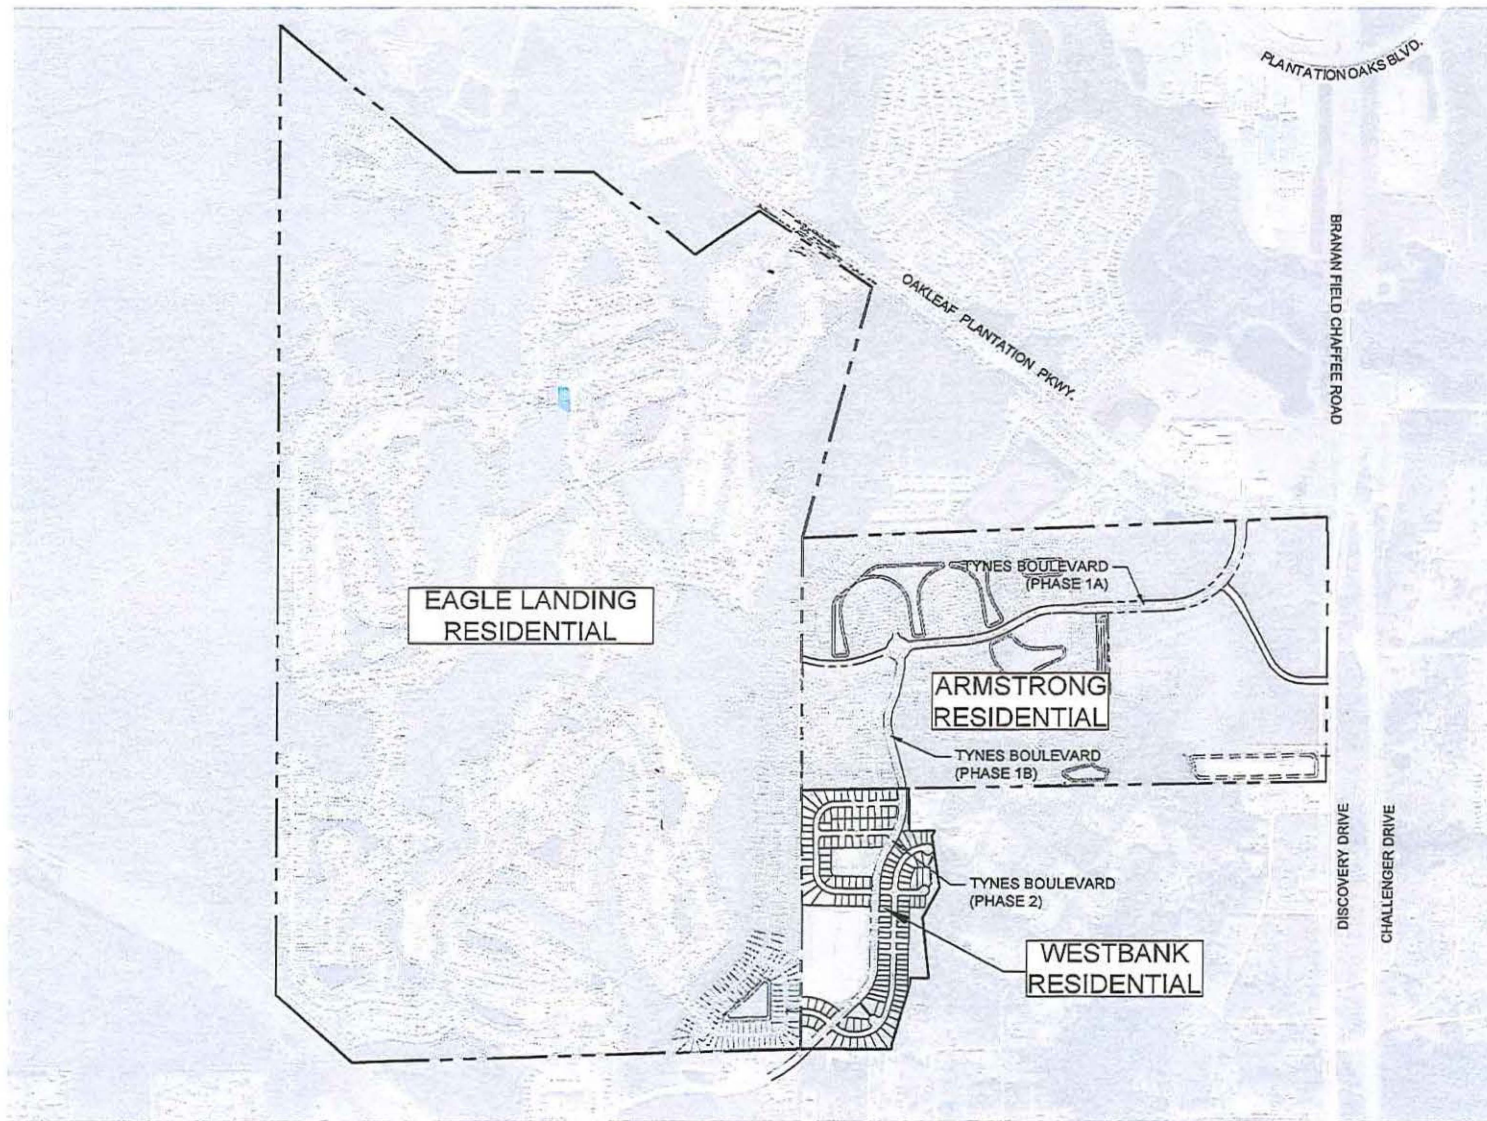 PLANTATION OAKS BLVD.
BRANAN FIELD CHAFFEE ROAD
OAKLEAF PLANTATION PKWY.
TYNES BOULEVARD
(PHASE 1A)
EAGLE LANDING
RESIDENTIAL
ARMSTRONG
RESIDENTIAL
TYNES BOULEVARD
(PHASE 1B)
DISCOVERY DRIVE
CHALLENGER DRIVE
TYNES BOULEVARD
(PHASE 2)
WESTBANK
RESIDENTIAL